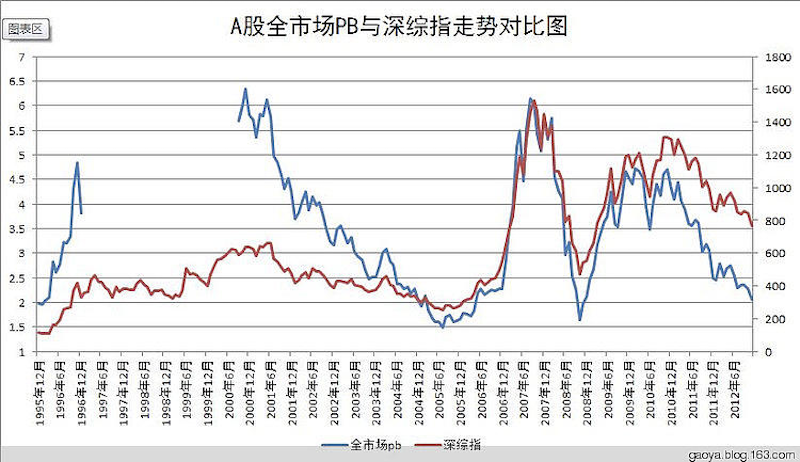 A股全市场PB与深综指走势对比图
图表区
7
6.5
6
5.5
5
4.5
4
3.5
3
2.5
2
1.5
1
1800
1600
1400
1200
1000
800
600
400
200
0
1995年12月
1996年6月
1996年12月
1997年6月
1997年12月
1998年6月
1998年12月
1999年6月
1999年12月
2000年6月
2000年12月
2001年6月
2001年12月
2002年6月
2002年12月
2003年6月
2003年12月
2004年6月
2004年12月
2005年6月
2005年12月
2006年6月
2006年12月
2007年6月
2007年12月
2008年6月
2008年12月
2009年6月
2009年12月
2010年6月
2010年12月
2011年6月
2011年12月
2012年6月
全市场pb
深综指
gaoya.blog.163.com